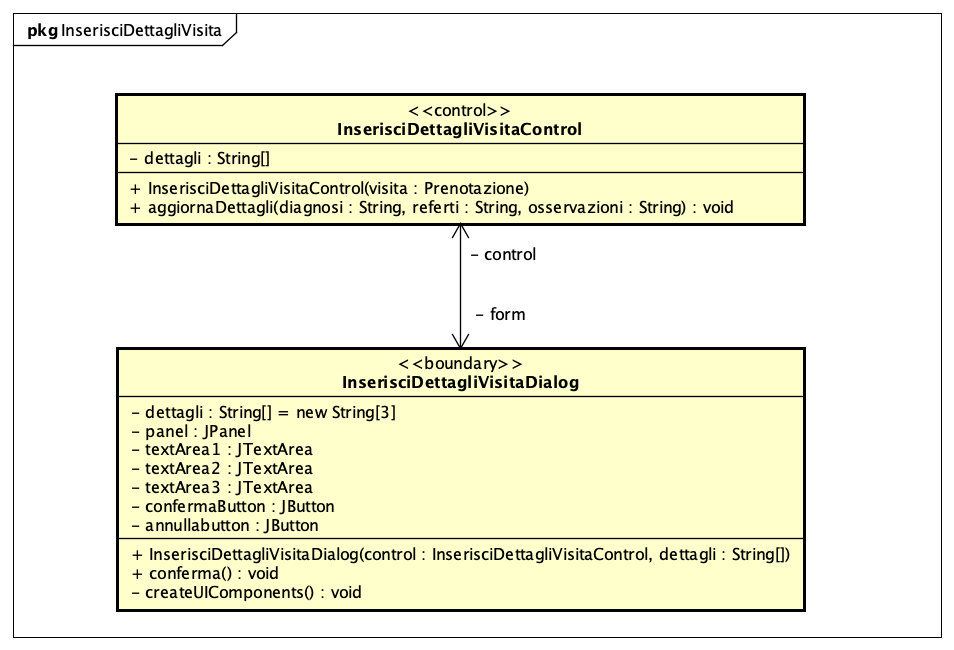 pkg InserisciDettagliVisita
<<control>>
InserisciDettagliVisitaControl
- dettagli : String[]
+ InserisciDettagliVisitaControl(visita : Prenotazione)
+ aggiornaDettagli(diagnosi : String, referti : String, osservazioni : String) : void
- control
- form
<<boundary>>
InserisciDettagliVisitaDialog
- dettagli : String[] = new String[3]
- panel : JPanel
- textArea1 : JTextArea
- textArea2 : JTextArea
- textArea3 : JTextArea
- confermaButton : JButton
- annullabutton : JButton
+ InserisciDettagliVisitaDialog(control : InserisciDettagliVisitaControl, dettagli : String[])
+ conferma() : void
- createUIComponents() : void